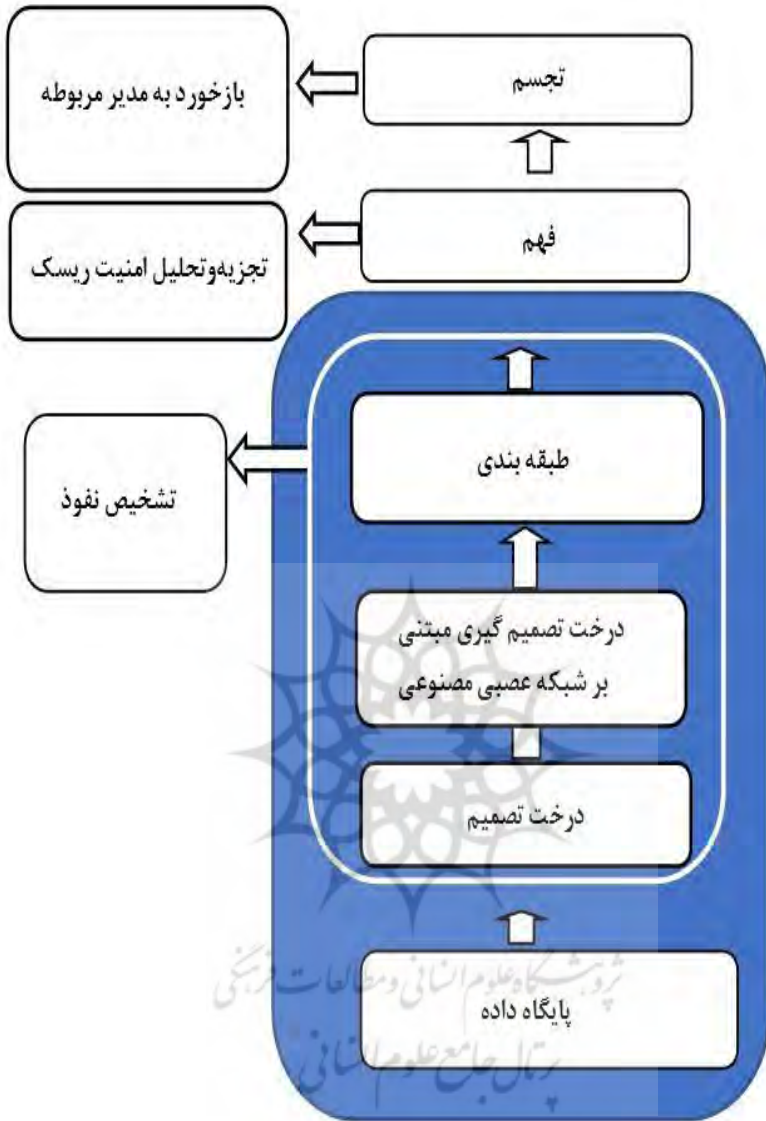 تجسم
بازخورد به مدیر مربوطه
فهم
تجزیه‌وتحلیل امنیت ریسک
طبقه بندی
تشخیص نفوذ
درخت تصمیم گیری مبتنی
بر شبکه عصبی مصنوعی
درخت تصمیم
پایگاه داده
پژوهشگاه علوم انسانی و مطالعات فرهنگی
پرتال جامع علوم انسانی